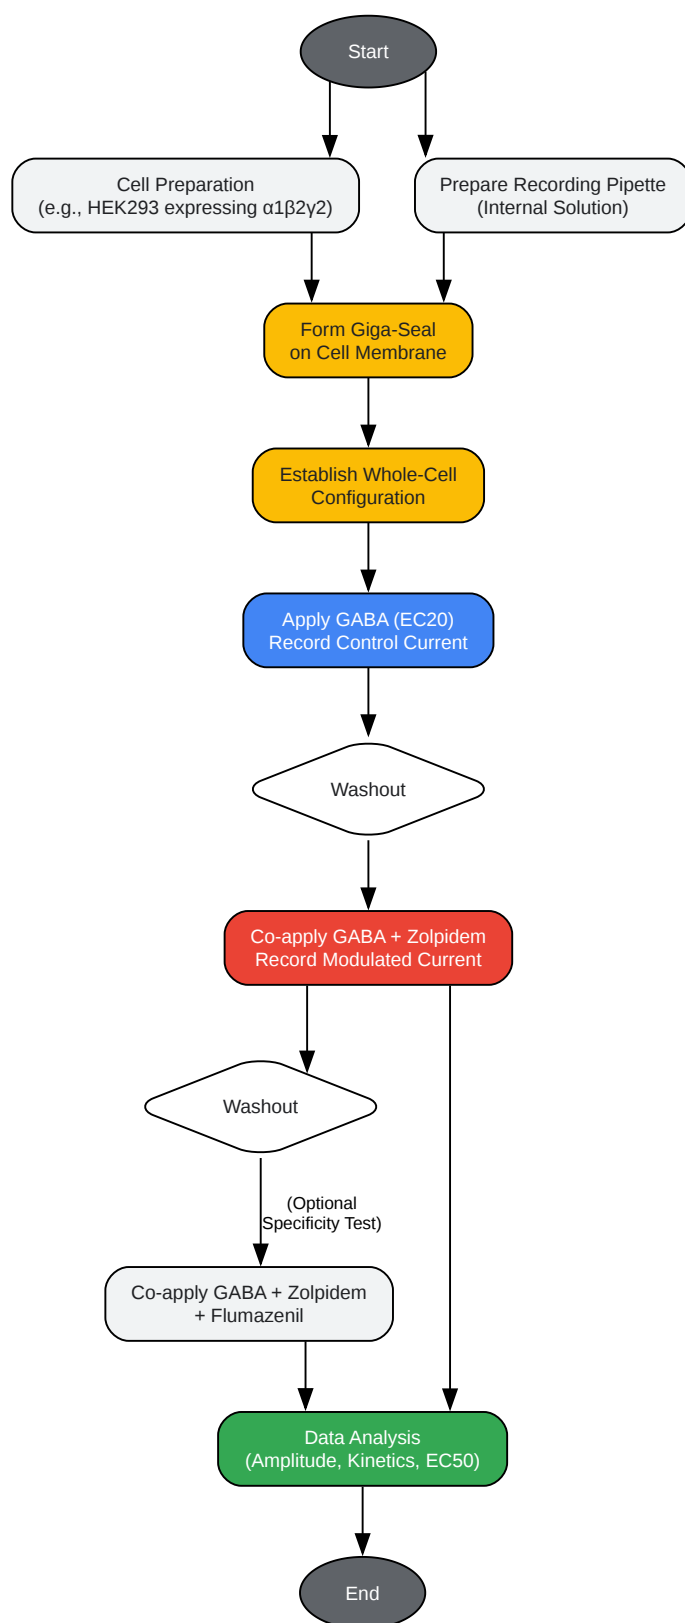 Start
Cell Preparation
(e.g., HEK293 expressing α1β2γ2)
Prepare Recording Pipette
(Internal Solution)
Form Giga-Seal
on Cell Membrane
Establish Whole-Cell
Configuration
Apply GABA (EC20)
Record Control Current
Washout
Co-apply GABA + Zolpidem
Record Modulated Current
Washout
(Optional
Specificity Test)
Co-apply GABA + Zolpidem
+ Flumazenil
Data Analysis
(Amplitude, Kinetics, EC50)
End